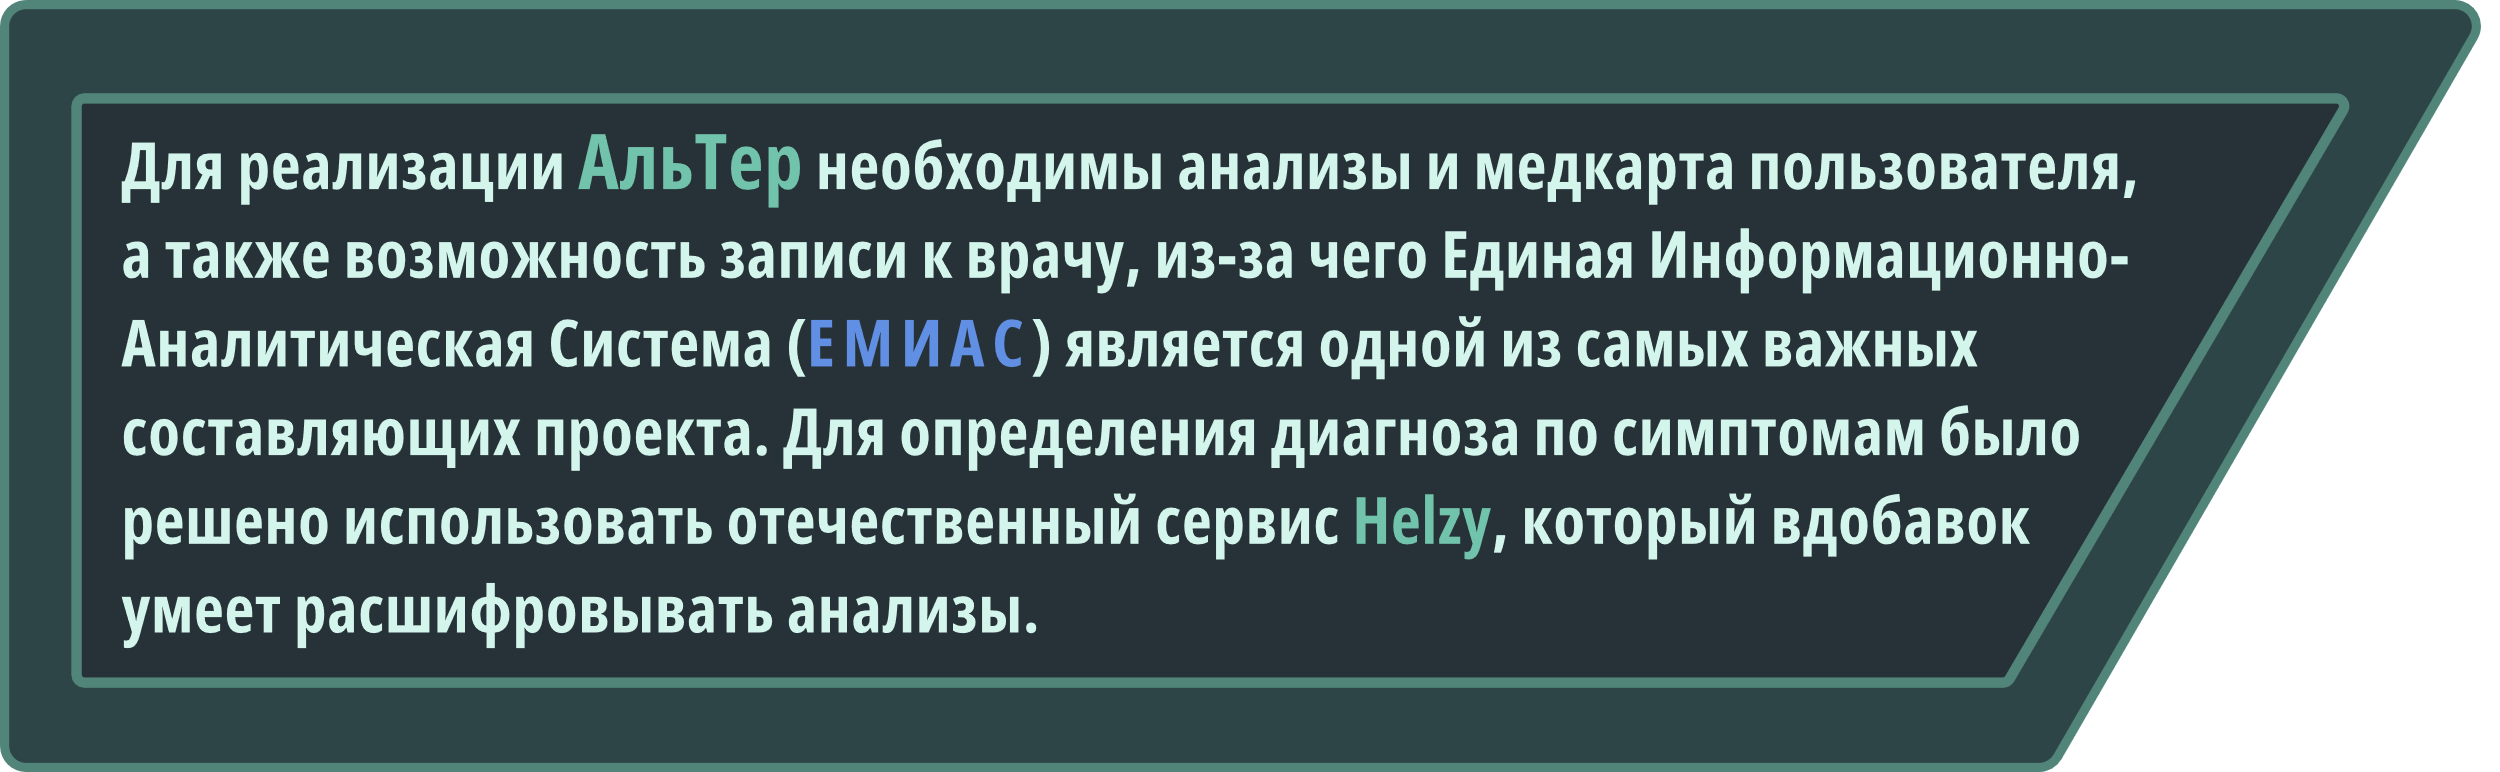 Для реализации АльТер необходимы анализы и медкарта пользователя,
а также возможность записи к врачу, из-за чего Единая Информационно-
Аналитическая Система (ЕМИАС) является одной из самых важных
составляющих проекта. Для определения диагноза по симптомам было
решено использовать отечественный сервис Helzy, который вдобавок
умеет расшифровывать анализы.